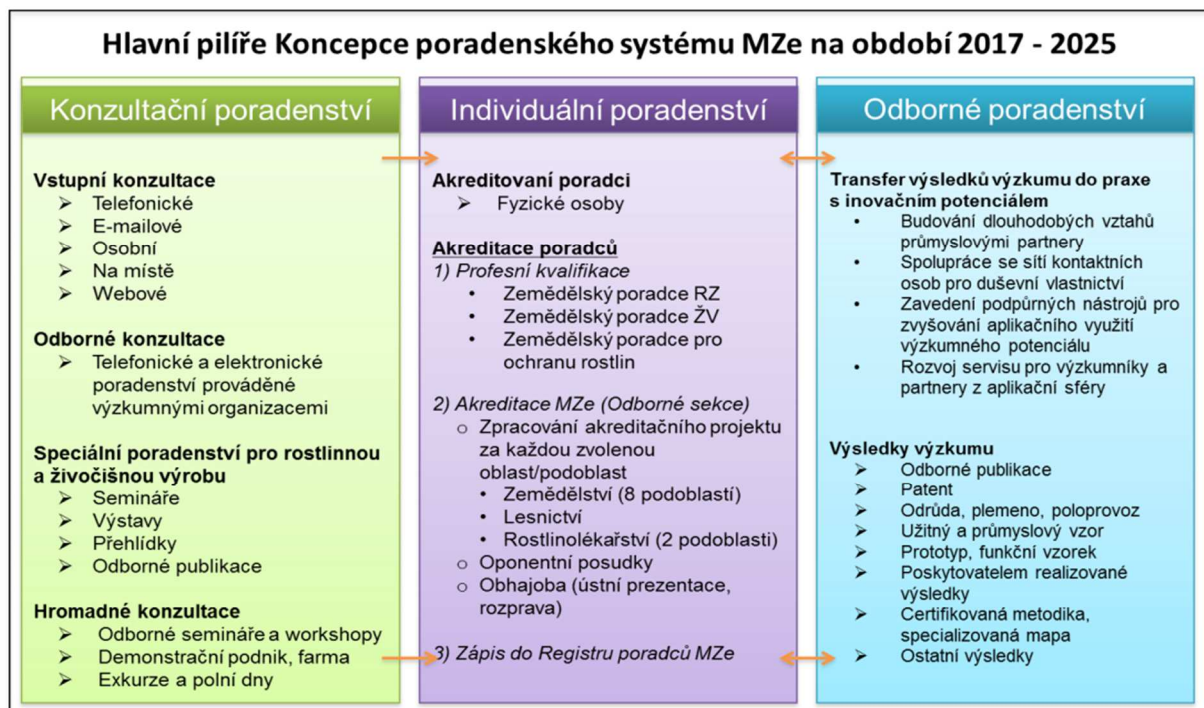 Hlavní pilíře Koncepce poradenského systému MZe na období 2017 - 2025
Konzultační poradenství
Vstupní konzultace
➢ Telefonické
➢ E-mailové
➢ Osobní
➢ Na místě
➢ Webové
Odborné konzultace
➢ Telefonické a elektronické
poradenství prováděné
výzkumnými organizacemi
Speciální poradenství pro rostlinnou
a živočišnou výrobu
➢ Semináře
➢ Výstavy
➢ Přehlídky
➢ Odborné publikace
Hromadné konzultace
➢ Odborné semináře a workshopy
➢ Demonstrační podnik, farma
➢ Exkurze a polní dny
Individuální poradenství
Akreditovaní poradci
➢ Fyzické osoby
Akreditace poradců
1) Profesní kvalifikace
• Zemědělský poradce RZ
• Zemědělský poradce ŽV
• Zemědělský poradce pro
ochranu rostlin
2) Akreditace MZe (Odborné sekce)
o Zpracování akreditačního projektu
za každou zvolenou
oblast/podoblast
• Zemědělství (8 podoblastí)
• Lesnictví
• Rostlinolékařství (2 podoblasti)
o Oponentní posudky
o Obhajoba (ústní prezentace,
rozprava)
3) Zápis do Registru poradců MZe
Odborné poradenství
Transfer výsledků výzkumu do praxe
s inovačním potenciálem
• Budování dlouhodobých vztahů
průmyslovými partnery
• Spolupráce se sítí kontaktních
osob pro duševní vlastnictví
• Zavedení podpůrných nástrojů pro
zvyšování aplikačního využití
výzkumného potenciálu
• Rozvoj servisu pro výzkumníky a
partnery z aplikační sféry
Výsledky výzkumu
➢ Odborné publikace
➢ Patent
➢ Odrůda, plemeno, poloprovoz
➢ Užitný a průmyslový vzor
➢ Prototyp, funkční vzorek
➢ Poskytovatelem realizované
výsledky
➢ Certifikovaná metodika,
specializovaná mapa
➢ Ostatní výsledky